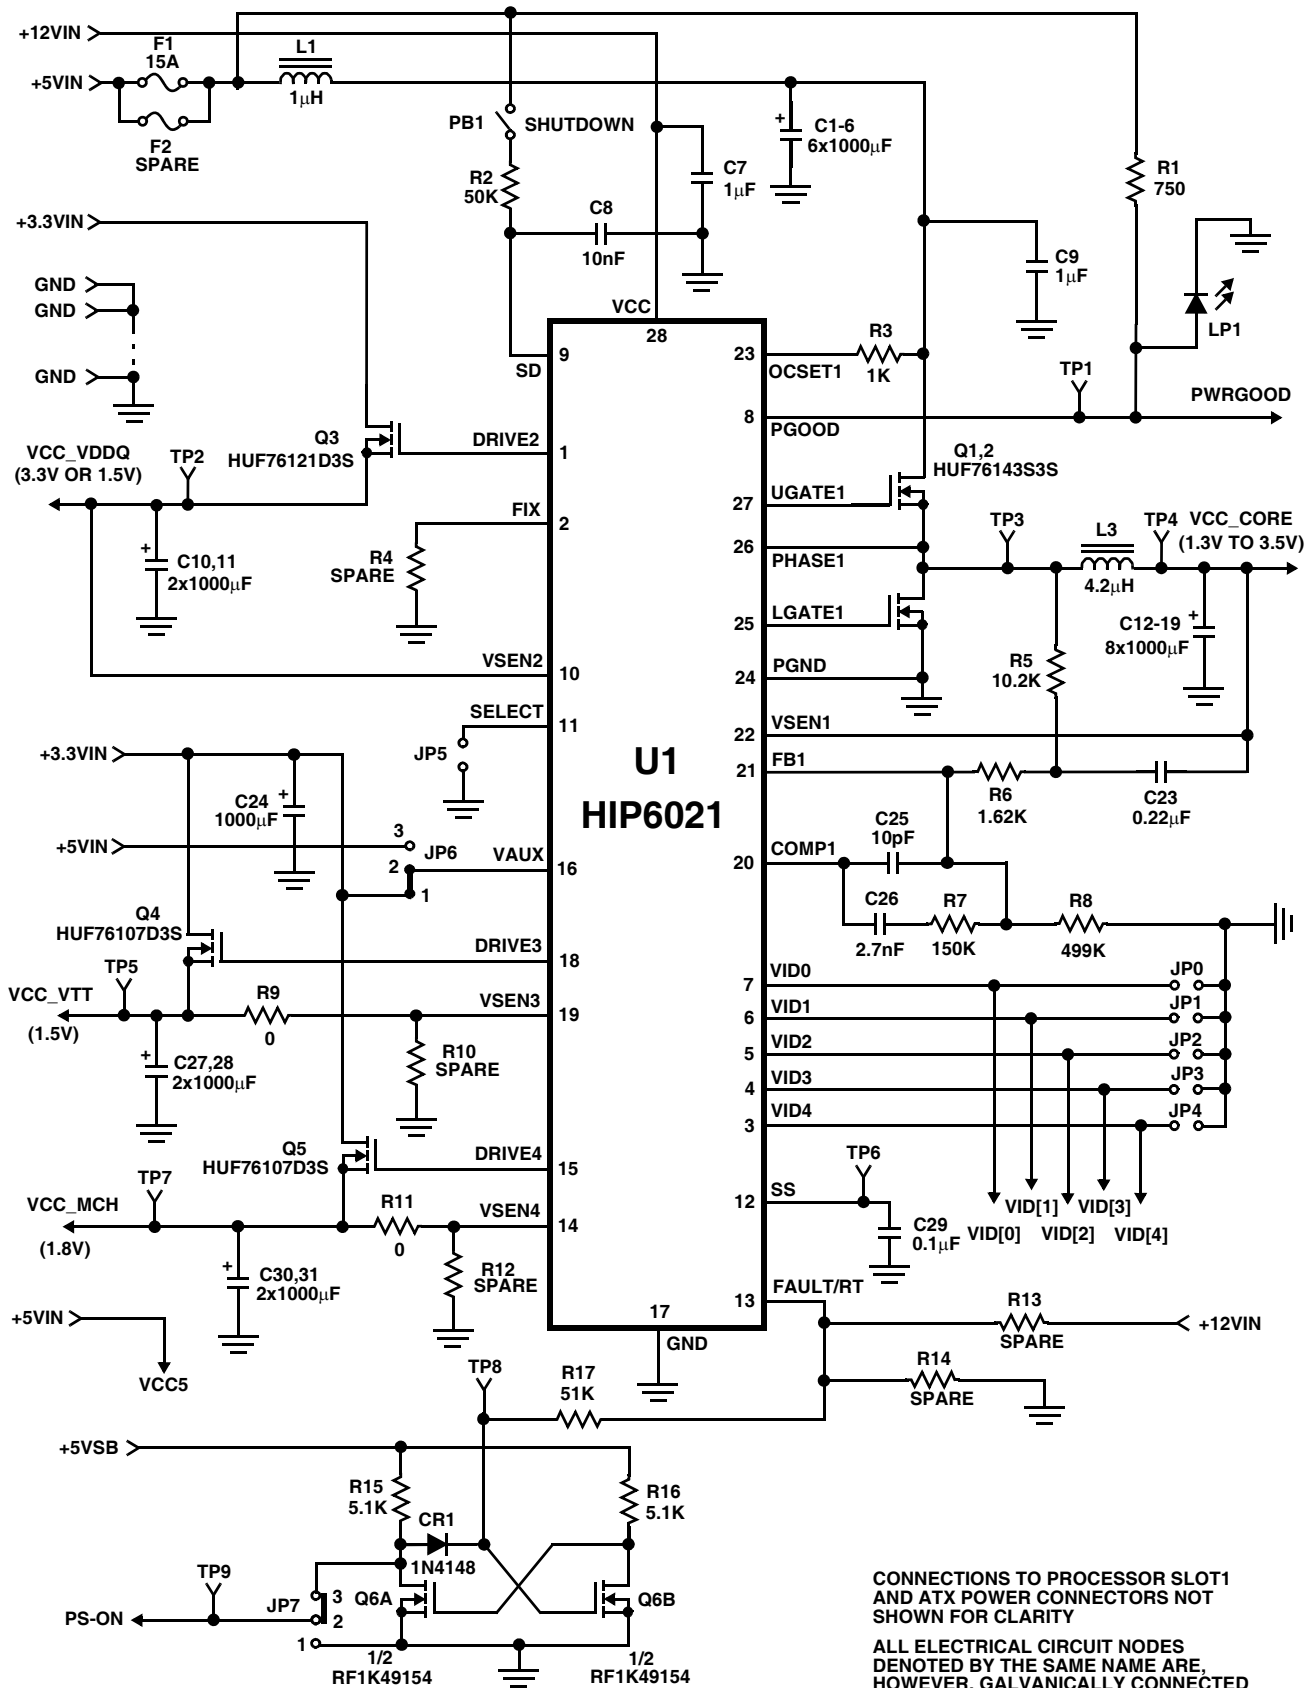 +12VIN
F1
15A
L1
+5VIN
1µH
F2
SPARE
PB1
SHUTDOWN
+
C1-6
6x1000µF
R2
50K
C7
1µF
R1
750
C8
10nF
+3.3VIN
C9
1µF
GND
GND
GND
LP1
VCC
28
R3
1K
23
OCSET1
9
SD
TP1
PWRGOOD
8
PGOOD
Q3
HUF76121D3S
DRIVE2
1
VCC_VDDQ
(3.3V OR 1.5V)
TP2
Q1,2
HUF76143S3S
27
UGATE1
FIX
2
+
C10,11
2x1000µF
R4
SPARE
26
PHASE1
TP3
L3
4.2µH
TP4
VCC_CORE
(1.3V TO 3.5V)
25
LGATE1
+
C12-19
8x1000µF
VSEN2
10
24
PGND
R5
10.2K
SELECT
11
22
VSEN1
JP5
+3.3VIN
U1
HIP6021
21
FB1
R6
1.62K
C23
0.22µF
+
C24
1000µF
+5VIN
3
JP6
2
1
VAUX
16
C25
10pF
20
COMP1
C26
2.7nF
R7
150K
R8
499K
Q4
HUF76107D3S
DRIVE3
18
TP5
VCC_VTT
(1.5V)
R9
0
VSEN3
19
7
VID0
JP0
6
VID1
JP1
5
VID2
JP2
4
VID3
JP3
3
VID4
JP4
+
C27,28
2x1000µF
R10
SPARE
Q5
HUF76107D3S
DRIVE4
15
TP6
12
SS
C29
0.1µF
VID[1]
VID[3]
VID[0]
VID[2]
VID[4]
TP7
VCC_MCH
(1.8V)
R11
0
VSEN4
14
+
C30,31
2x1000µF
R12
SPARE
13
FAULT/RT
R13
SPARE
+12VIN
+5VIN
VCC5
17
GND
R14
SPARE
TP8
R17
51K
+5VSB
R15
5.1K
R16
5.1K
CR1
1N4148
TP9
PS-ON
JP7
3
2
1
Q6A
Q6B
1/2
RF1K49154
1/2
RF1K49154
CONNECTIONS TO PROCESSOR SLOT1
AND ATX POWER CONNECTORS NOT
SHOWN FOR CLARITY
ALL ELECTRICAL CIRCUIT NODES
DENOTED BY THE SAME NAME ARE,
HOWEVER, GALVANICALLY CONNECTED